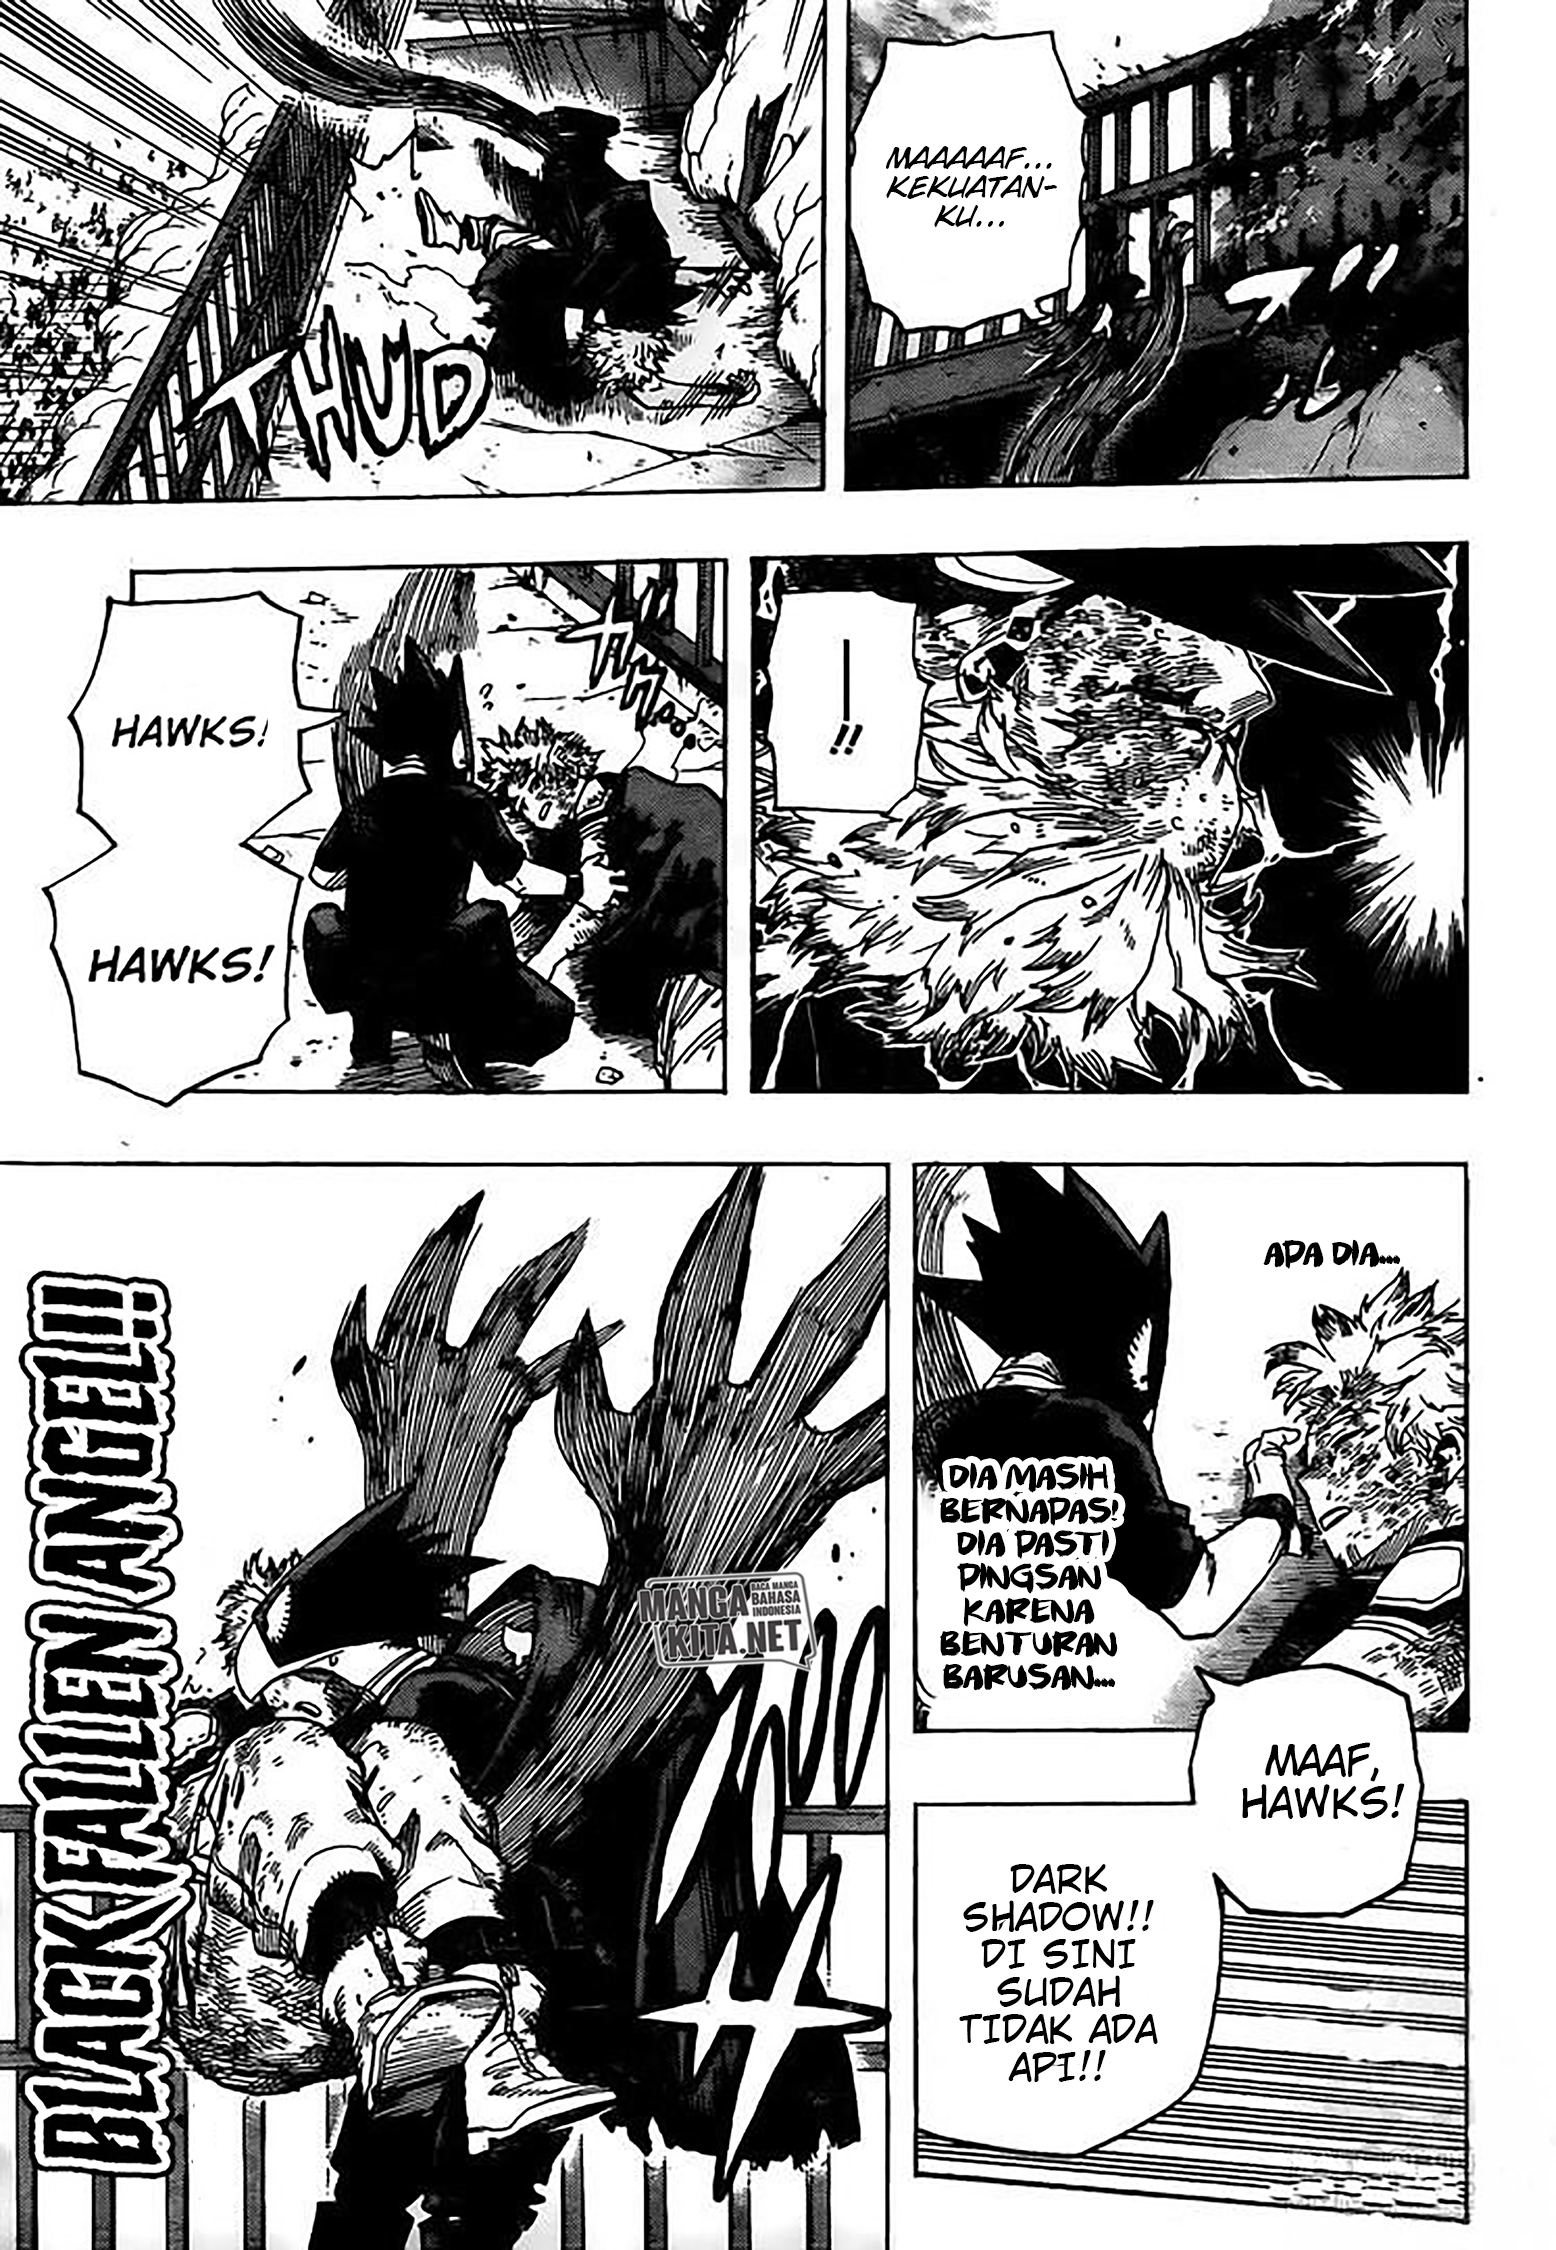 MAAAAAF...
KEKUATAN-
KU...
THUD
!!
HAWKS!
HAWKS!
ADA DIA...
DIA MASIH
BERNAPAS!
DIA PASTI
PINGSAN
KARENA
BENTURAN
BARUSAN...
MAAF,
HAWKS!
DARK
SHADOW!!
DI SINI
SUDAH
TIDAK ADA
API!!
BLACK FALLEN ANGEL!!!
MANGA
KITA.NET
BACA MANGA
BAHASA
INDONESIA